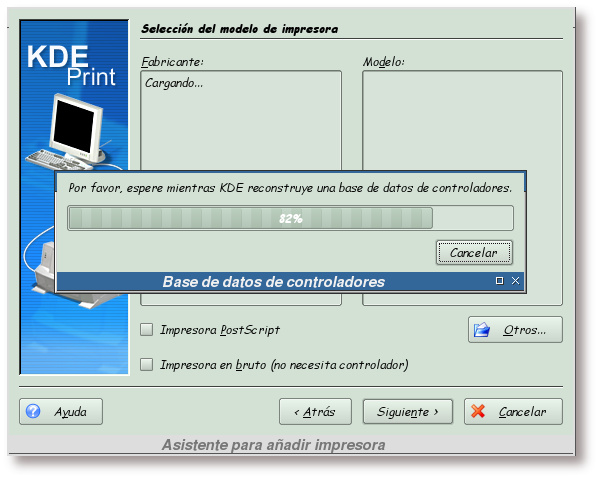 Selección del modelo de impresora
KDE
Print
Fabricante:
Modelo:
Cargando...
Por favor, espere mientras KDE reconstruye una base de datos de controladores.
82%
Cancelar
Base de datos de controladores
Impresora PostScript
Otros...
Impresora en bruto (no necesita controlador)
Ayuda
< Atrás
Siguiente >
Cancelar
Asistente para añadir impresora